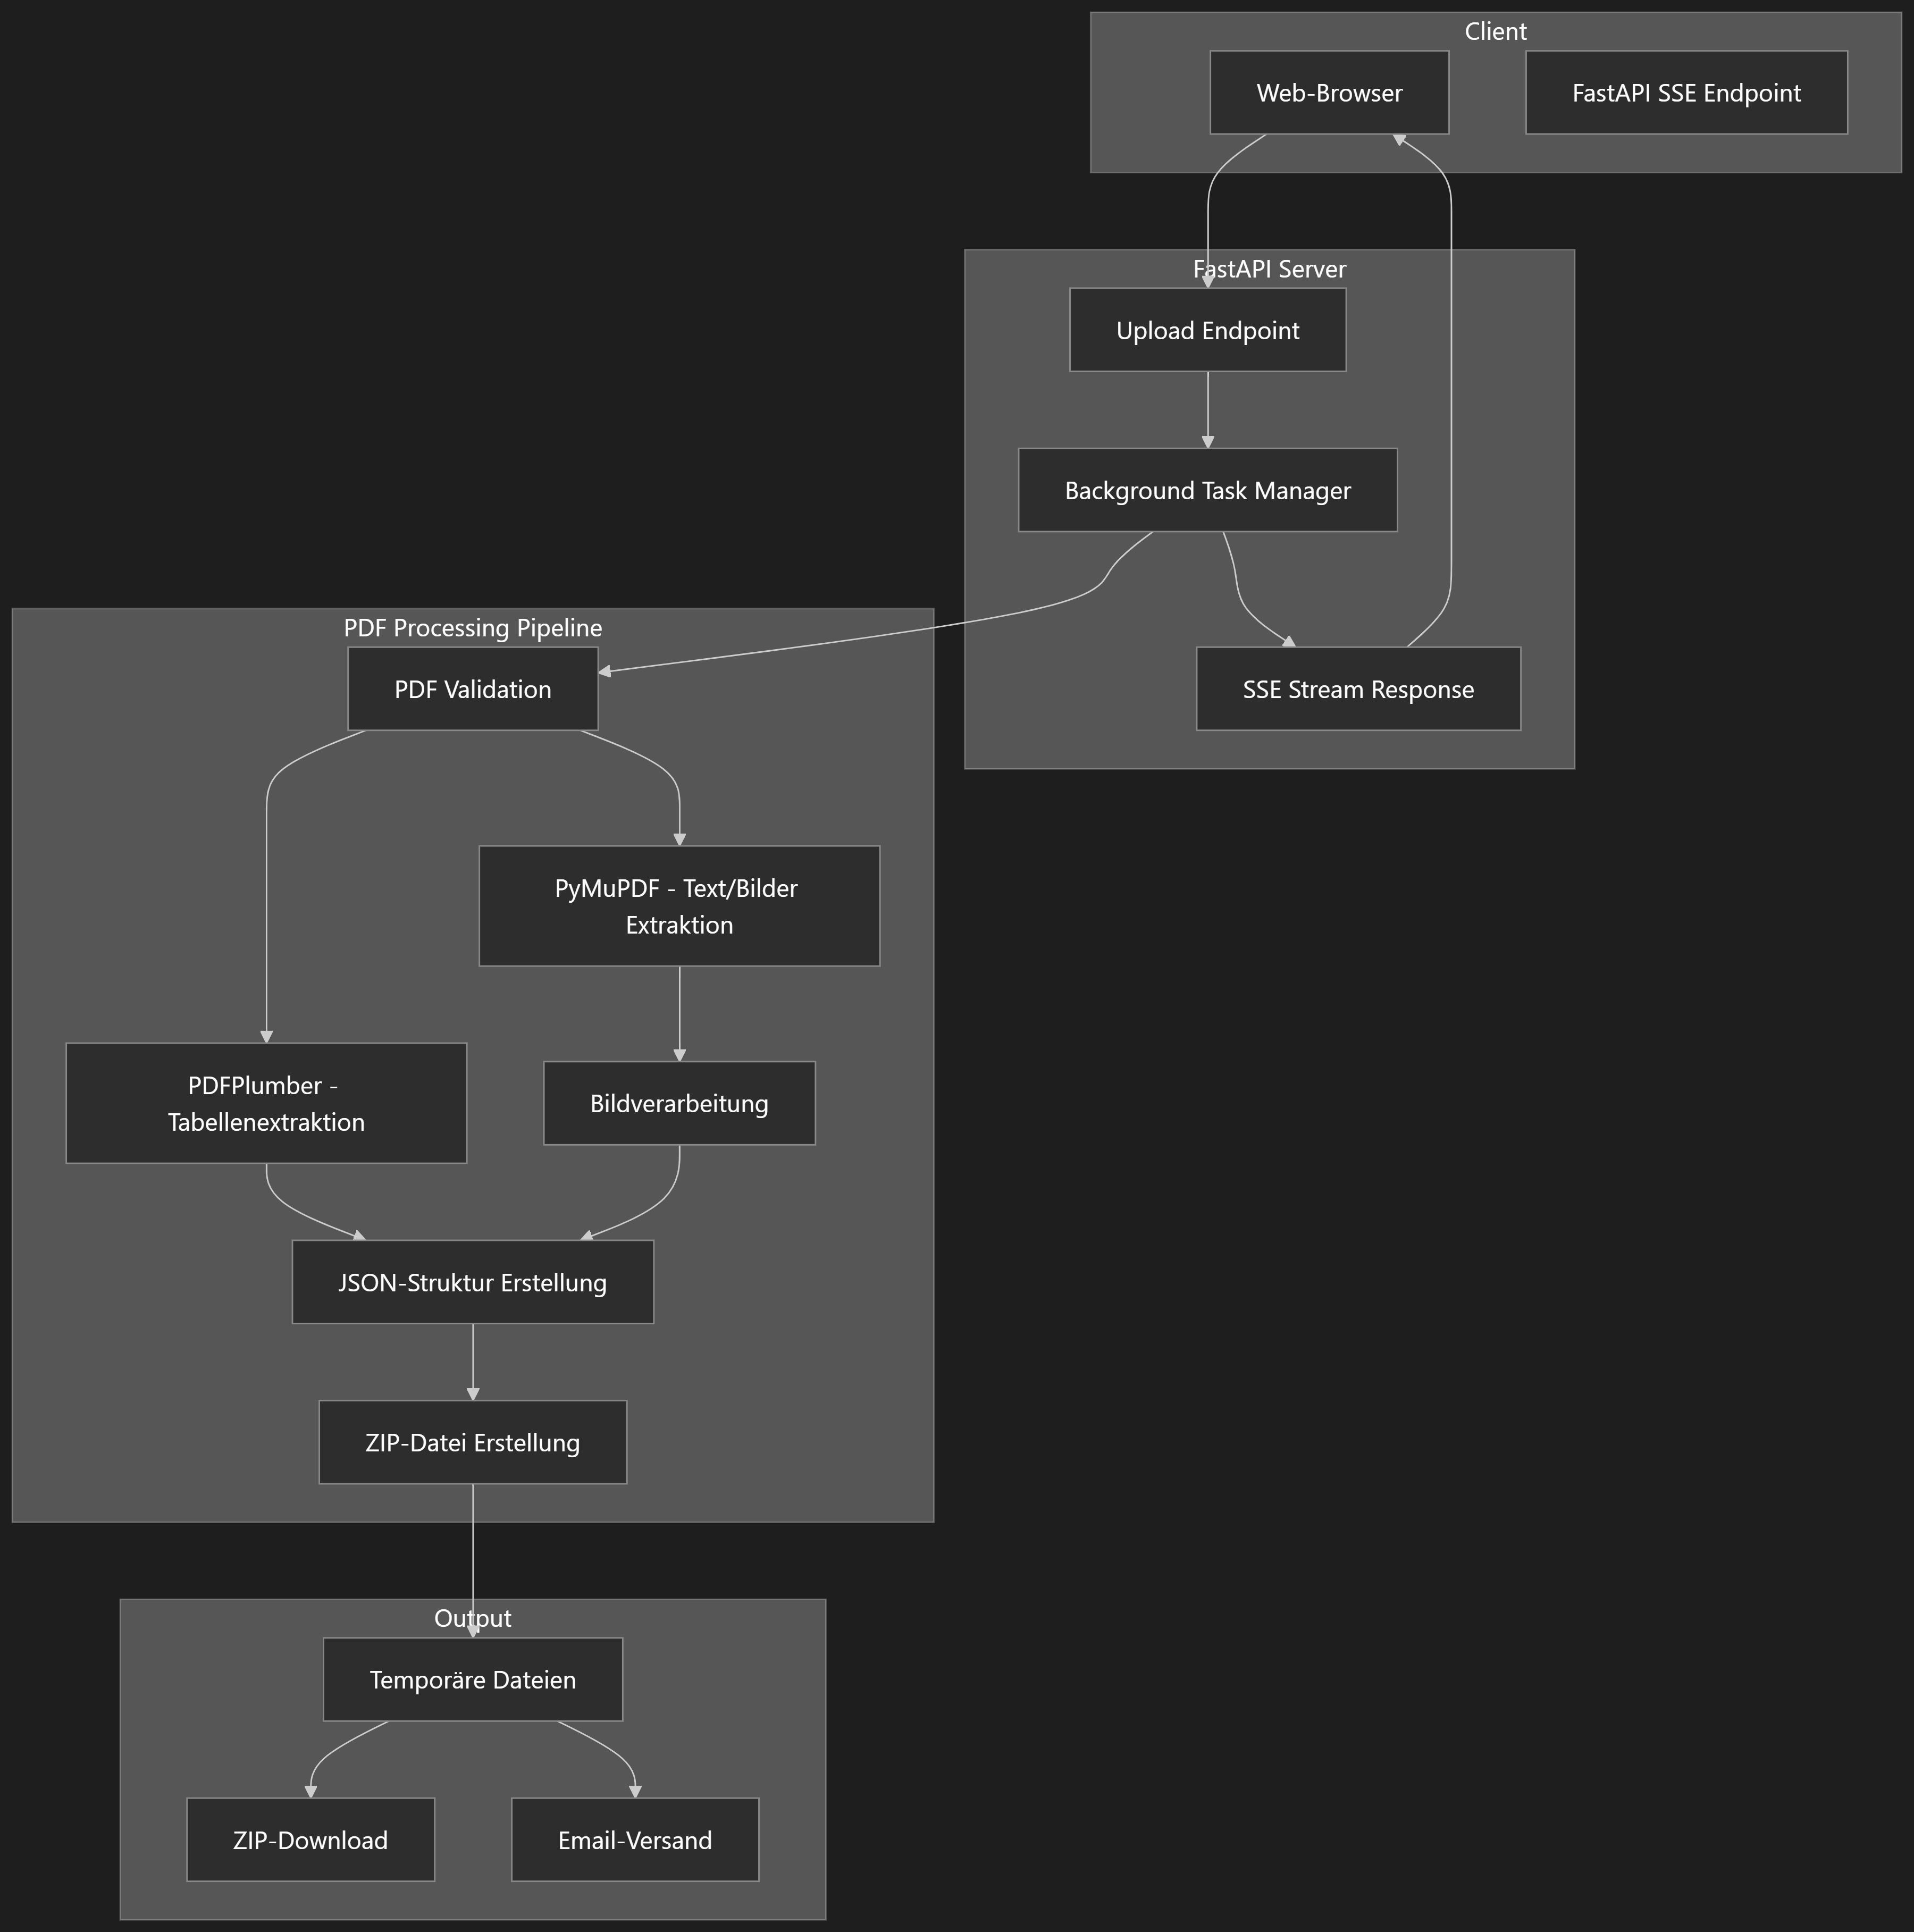 Client
Web-Browser
FastAPI SSE Endpoint
FastAPI Server
Upload Endpoint
Background Task Manager
PDF Processing Pipeline
PDF Validation
SSE Stream Response
PyMuPDF - Text/Bilder
Extraktion
PDFPlumber -
Tabellenextraktion
Bildverarbeitung
JSON-Struktur Erstellung
ZIP-Datei Erstellung
Output
Temporäre Dateien
ZIP-Download
Email-Versand